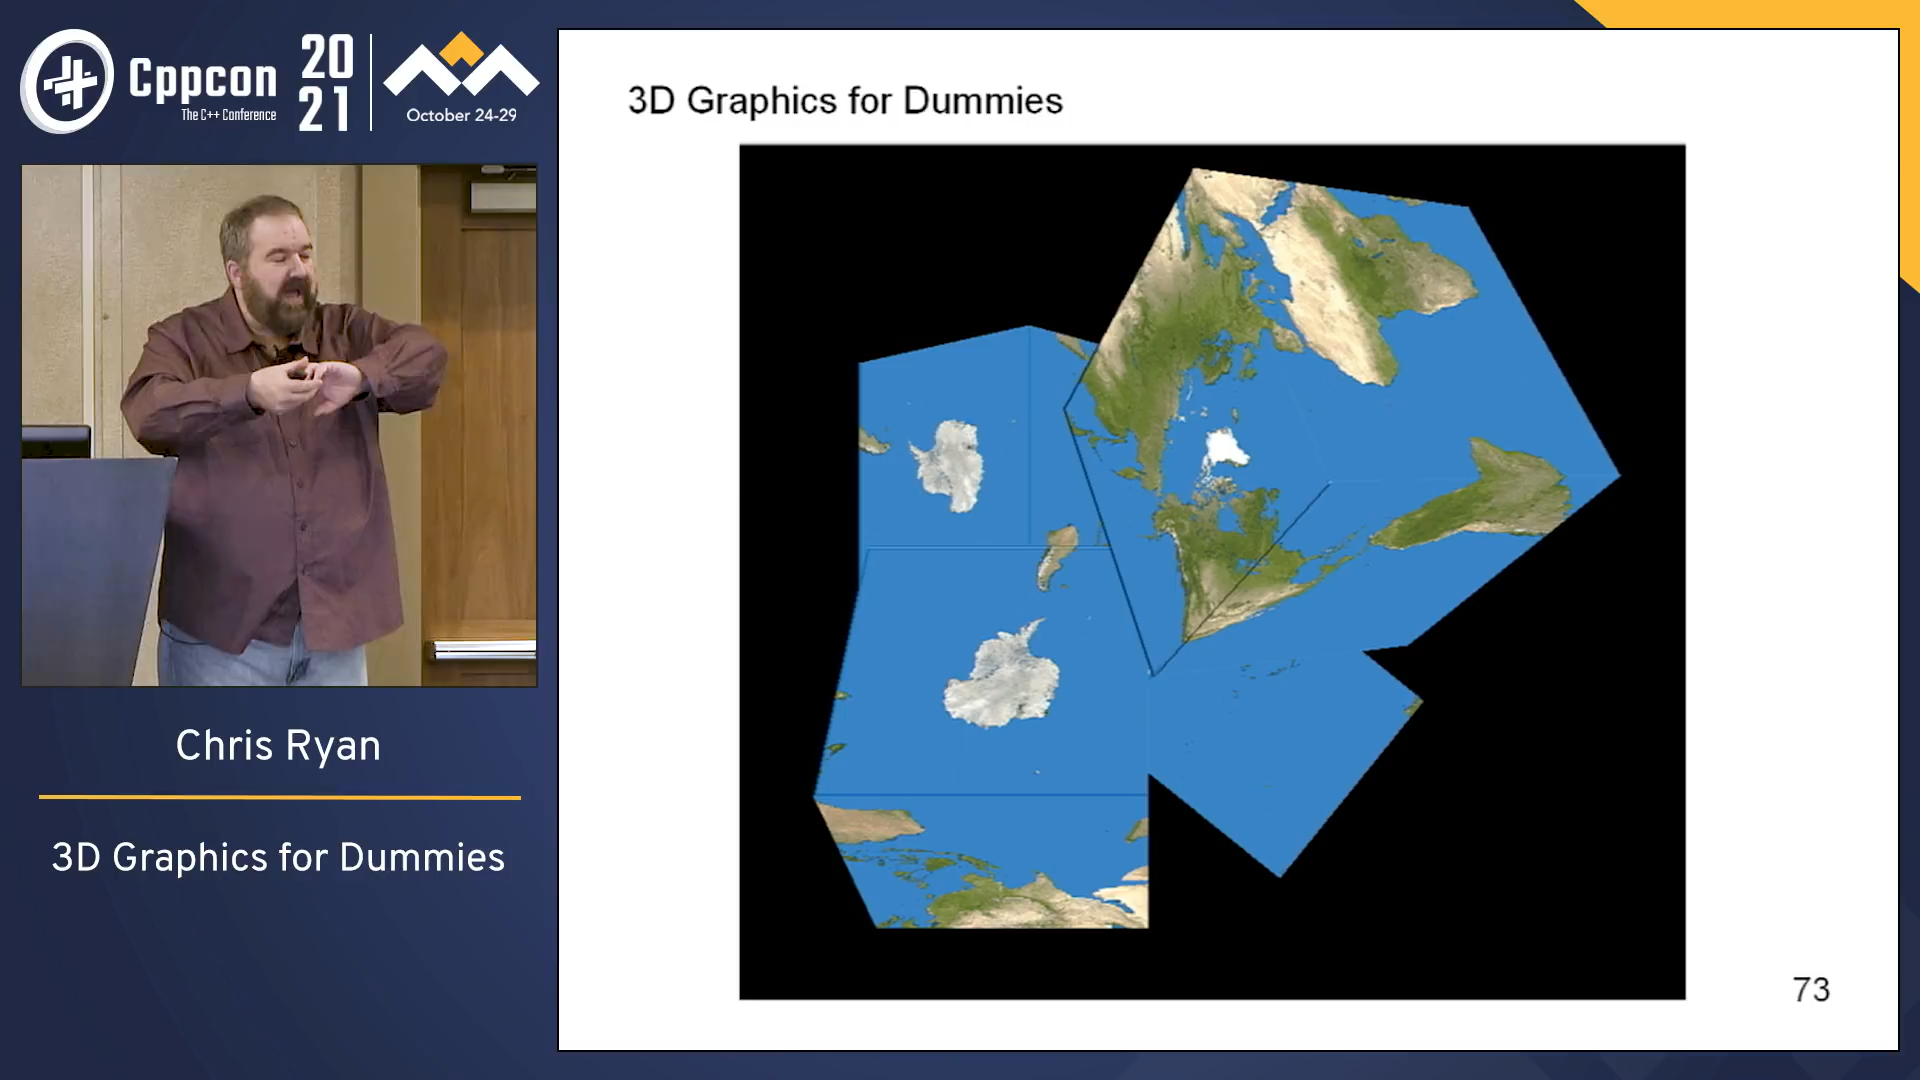 Cppcon
The C++ Conference
20
21
October 24-29
3D Graphics for Dummies
Chris Ryan
3D Graphics for Dummies
73